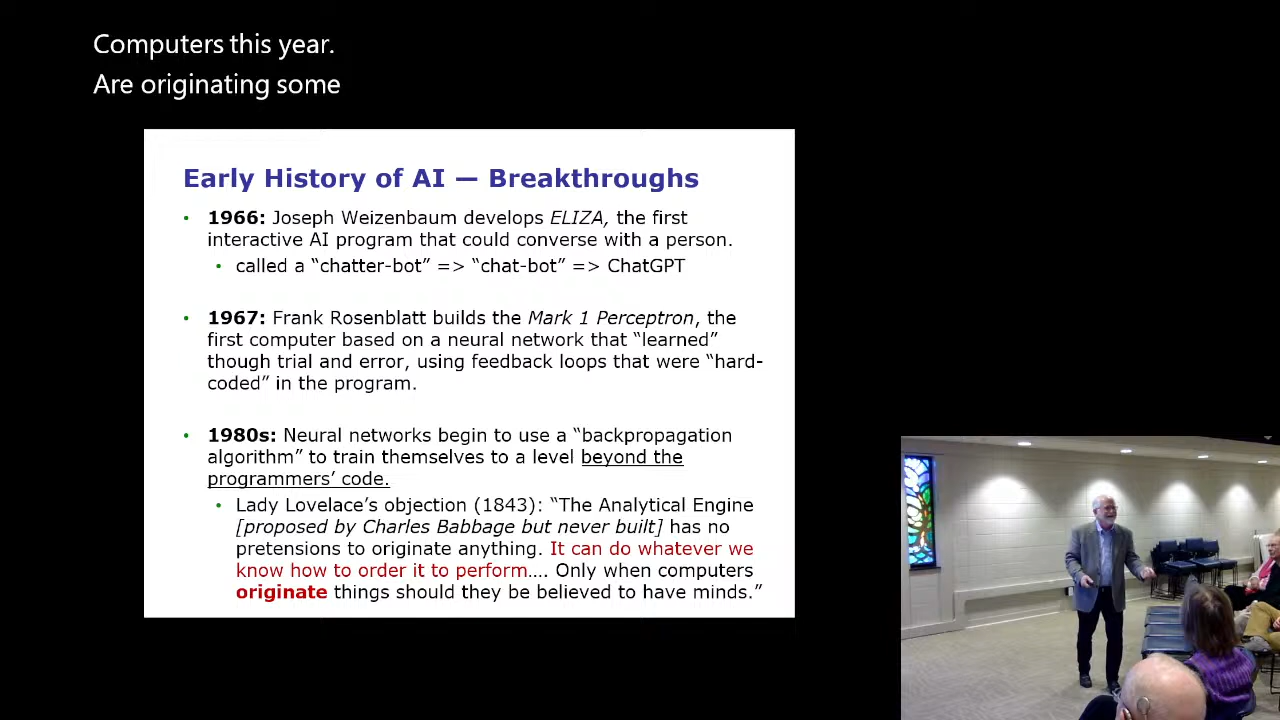 Computers this year.
Are originating some
Early History of AI — Breakthroughs
• 1966: Joseph Weizenbaum develops ELIZA, the first
interactive AI program that could converse with a person.
• called a “chatter-bot” => “chat-bot” => ChatGPT
• 1967: Frank Rosenblatt builds the Mark 1 Perceptron, the
first computer based on a neural network that “learned”
though trial and error, using feedback loops that were “hard-
coded” in the program.
• 1980s: Neural networks begin to use a “backpropagation
algorithm” to train themselves to a level beyond the
programmers’ code.
• Lady Lovelace’s objection (1843): “The Analytical Engine
[proposed by Charles Babbage but never built] has no
pretensions to originate anything. It can do whatever we
know how to order it to perform…. Only when computers
originate things should they be believed to have minds.”